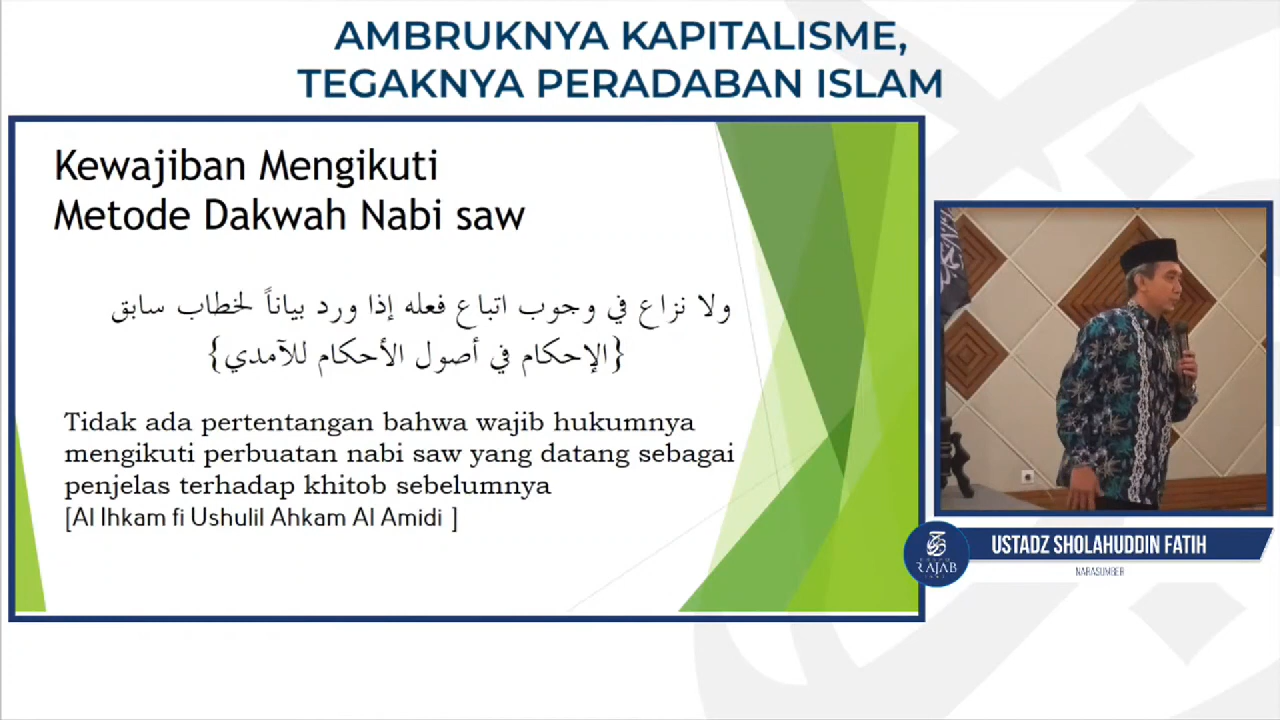 AMBRUKNYA KAPITALISME,
TEGAKNYA PERADABAN ISLAM
Kewajiban Mengikuti
Metode Dakwah Nabi saw
ولا نزاع في وجوب اتباع فعله إذا ورد بياناً لخطاب سابق
{الإحكام في أصول الأحكام للآمدي}
Tidak ada pertentangan bahwa wajib hukumnya
mengikuti perbuatan nabi saw yang datang sebagai
penjelas terhadap khitob sebelumnya
[Al Ihkam fi Ushulil Ahkam Al Amidi ]
USTADZ SHOLAHUDDIN FATIH
NARASUMBER
RAJAB